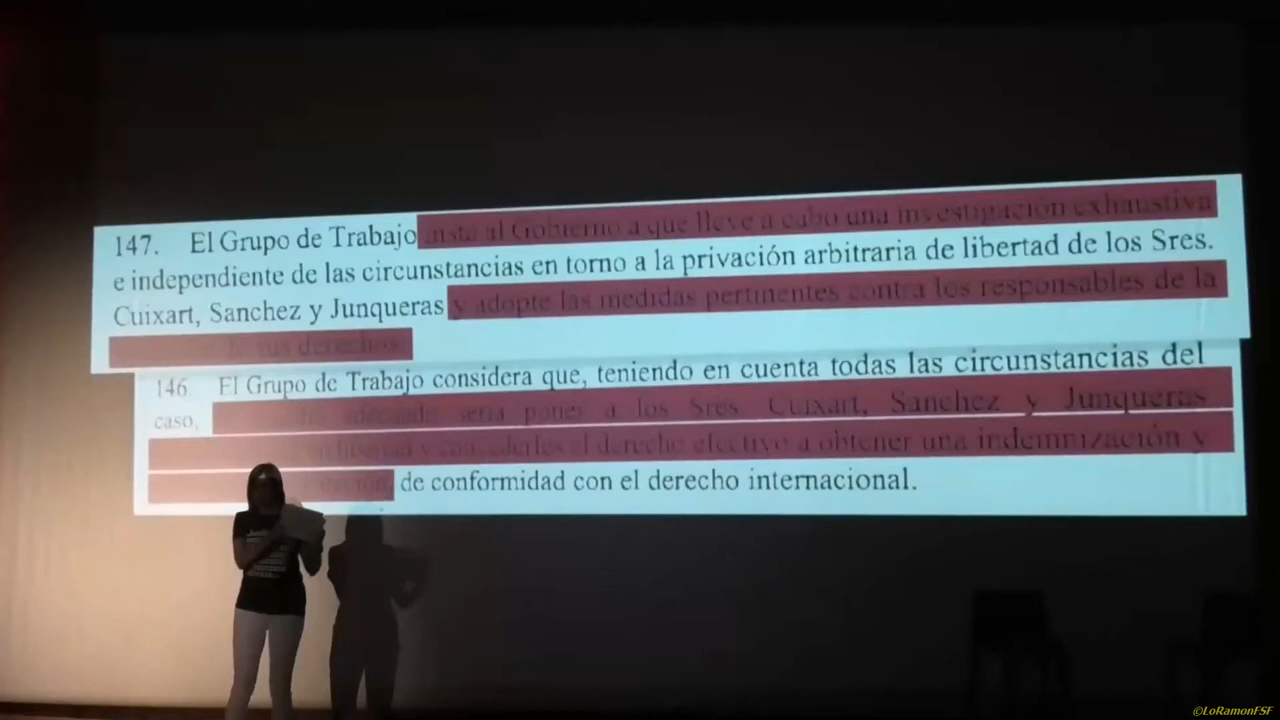 147. El Grupo de Trabajo insta al Gobierno a que lleve a cabo una investigación exhaustiva
e independiente de las circunstancias en torno a la privación arbitraria de libertad de los Sres.
Cuixart, Sanchez y Junqueras y adopte las medidas pertinentes contra los responsables de la
de sus derechos
146. El Grupo de Trabajo considera que, teniendo en cuenta todas las circunstancias del
caso, adecuado sería poner a los Sres. Cuixart, Sanchez y Junqueras
libertad y concederles el derecho efectivo a obtener una indemnización y
de conformidad con el derecho internacional.
©LoRamonFSF